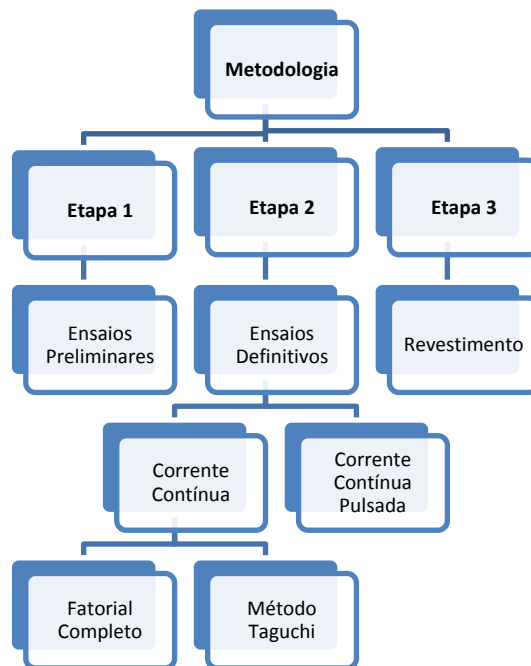 Metodologia
Etapa 1
Etapa 2
Etapa 3
Ensaios
Preliminares
Ensaios
Definitivos
Revestimento
Corrente
Contínua
Corrente
Contínua
Pulsada
Fatorial
Completo
Método
Taguchi